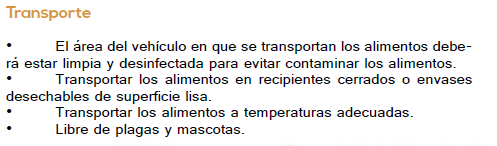 Transporte
• El área del vehículo en que se transportan los alimentos debe-
rá estar limpia y desinfectada para evitar contaminar los alimentos.
• Transportar los alimentos en recipientes cerrados o envases
desechables de superficie lisa.
• Transportar los alimentos a temperaturas adecuadas.
• Libre de plagas y mascotas.